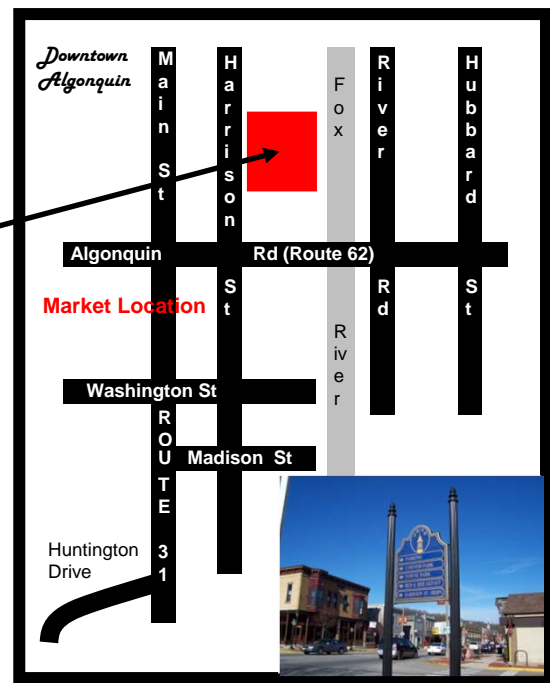 Downtown
Algonquin
Main St
Harrison St
Fox River
River Rd
Hubbard St
Algonquin Rd (Route 62)
Market Location
Washington St
ROUTE 31
Madison St
Huntington
Drive
PARKING